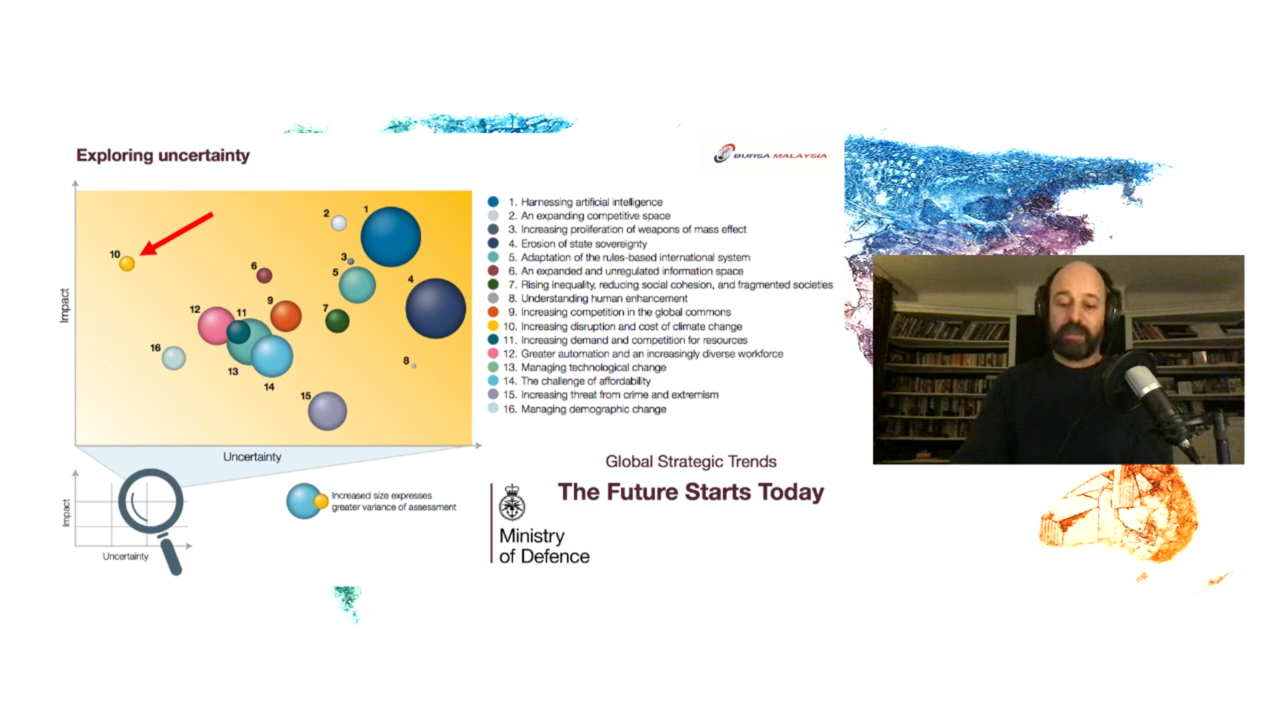 Exploring uncertainty
BURSA MALAYSIA
Impact
1
2
3
4
5
6
7
8
9
10
11
12
13
14
15
16
Uncertainty
1. Harnessing artificial intelligence
2. An expanding competitive space
3. Increasing proliferation of weapons of mass effect
4. Erosion of state sovereignty
5. Adaptation of the rules-based international system
6. An expanded and unregulated information space
7. Rising inequality, reducing social cohesion, and fragmented societies
8. Understanding human enhancement
9. Increasing competition in the global commons
10. Increasing disruption and cost of climate change
11. Increasing demand and competition for resources
12. Greater automation and an increasingly diverse workforce
13. Managing technological change
14. The challenge of affordability
15. Increasing threat from crime and extremism
16. Managing demographic change
Impact
Uncertainty
Increased size expresses
greater variance of assessment
Global Strategic Trends
The Future Starts Today
Ministry
of Defence